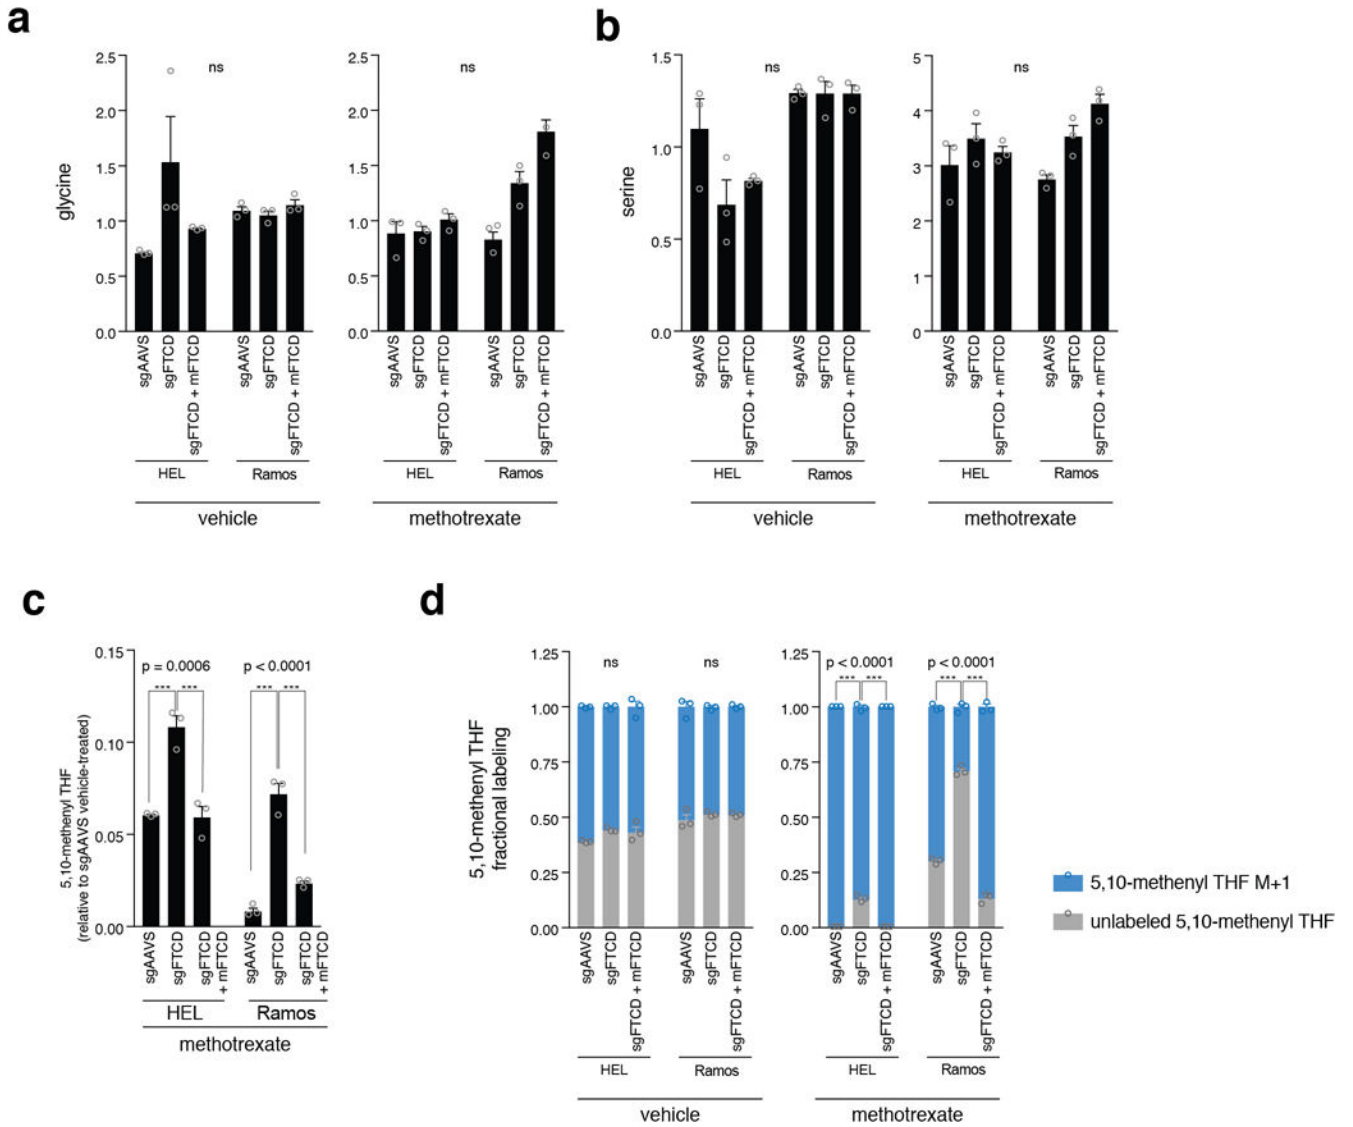 a
glycine
2.5
2.0
1.5
1.0
0.5
0.0
ns
sgAAVS
sgFTCD
sgFTCD + mFTCD
sgAAVS
sgFTCD
sgFTCD + mFTCD
HEL
Ramos
vehicle
2.5
2.0
1.5
1.0
0.5
0.0
ns
sgAAVS
sgFTCD
sgFTCD + mFTCD
sgAAVS
sgFTCD
sgFTCD + mFTCD
HEL
Ramos
methotrexate
b
serine
1.5
1.0
0.5
0.0
ns
sgAAVS
sgFTCD
sgFTCD + mFTCD
sgAAVS
sgFTCD
sgFTCD + mFTCD
HEL
Ramos
vehicle
5
4
3
2
1
0
ns
sgAAVS
sgFTCD
sgFTCD + mFTCD
sgAAVS
sgFTCD
sgFTCD + mFTCD
HEL
Ramos
methotrexate
c
5,10-methenyl THF
(relative to sgAAVS vehicle-treated)
0.15
0.10
0.05
0.00
p = 0.0006
p < 0.0001
*** ***
*** ***
sgAAVS
sgFTCD
sgFTCD
+ mFTCD
sgAAVS
sgFTCD
sgFTCD
+ mFTCD
HEL
Ramos
methotrexate
d
5,10-methenyl THF
fractional labeling
1.25
1.00
0.75
0.50
0.25
0.00
ns
ns
sgAAVS
sgFTCD
sgFTCD + mFTCD
sgAAVS
sgFTCD
sgFTCD + mFTCD
HEL
Ramos
vehicle
1.25
1.00
0.75
0.50
0.25
0.00
p < 0.0001
p < 0.0001
*** ***
*** ***
sgAAVS
sgFTCD
sgFTCD + mFTCD
sgAAVS
sgFTCD
sgFTCD + mFTCD
HEL
Ramos
methotrexate
5,10-methenyl THF M+1
unlabeled 5,10-methenyl THF